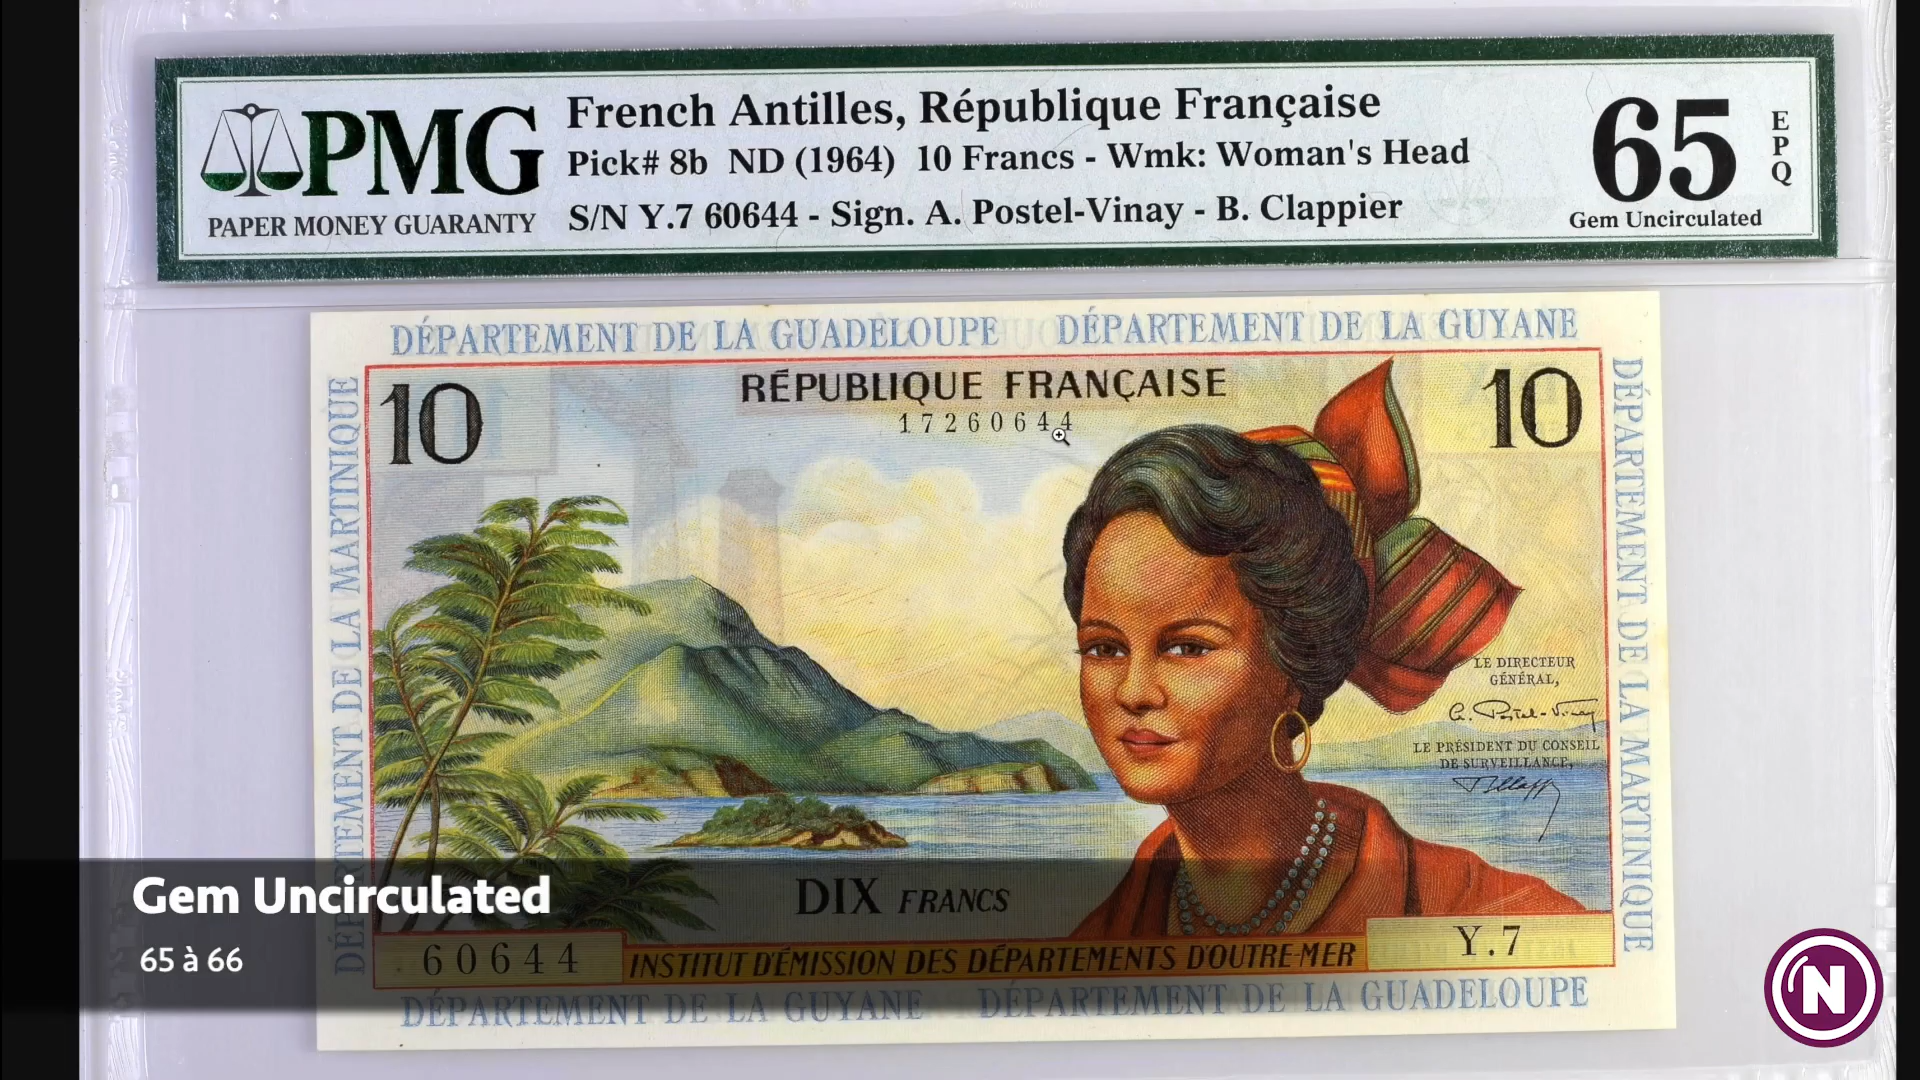 PMG
PAPER MONEY GUARANTY
French Antilles, République Française
Pick# 8b ND (1964) 10 Francs - Wmk: Woman's Head
S/N Y.7 60644 - Sign. A. Postel-Vinay - B. Clappier
65
EPQ
Gem Uncirculated
DÉPARTEMENT DE LA GUADELOUPE DÉPARTEMENT DE LA GUYANE
DÉPARTEMENT DE LA MARTINIQUE
10
RÉPUBLIQUE FRANÇAISE
17260644
10
DÉPARTEMENT DE LA MARTINIQUE
LE DIRECTEUR
GÉNÉRAL,
A. Postel-Vinay
LE PRÉSIDENT DU CONSEIL
DE SURVEILLANCE,
DIX FRANCS
60644
INSTITUT D'ÉMISSION DES DÉPARTEMENTS D'OUTRE-MER
Y.7
DÉPARTEMENT DE LA GUYANE DÉPARTEMENT DE LA GUADELOUPE
Gem Uncirculated
65 à 66
N